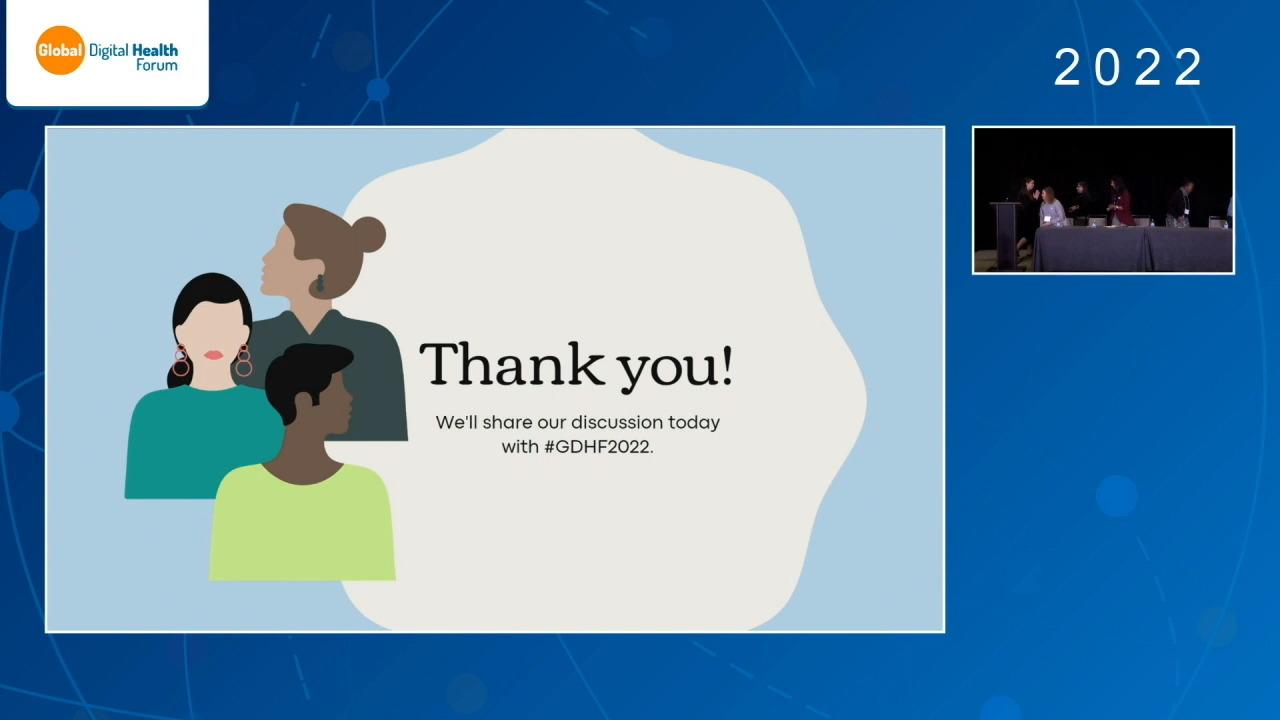 Global Digital Health
Forum
2022
Thank you!
We'll share our discussion today
with #GDHF2022.